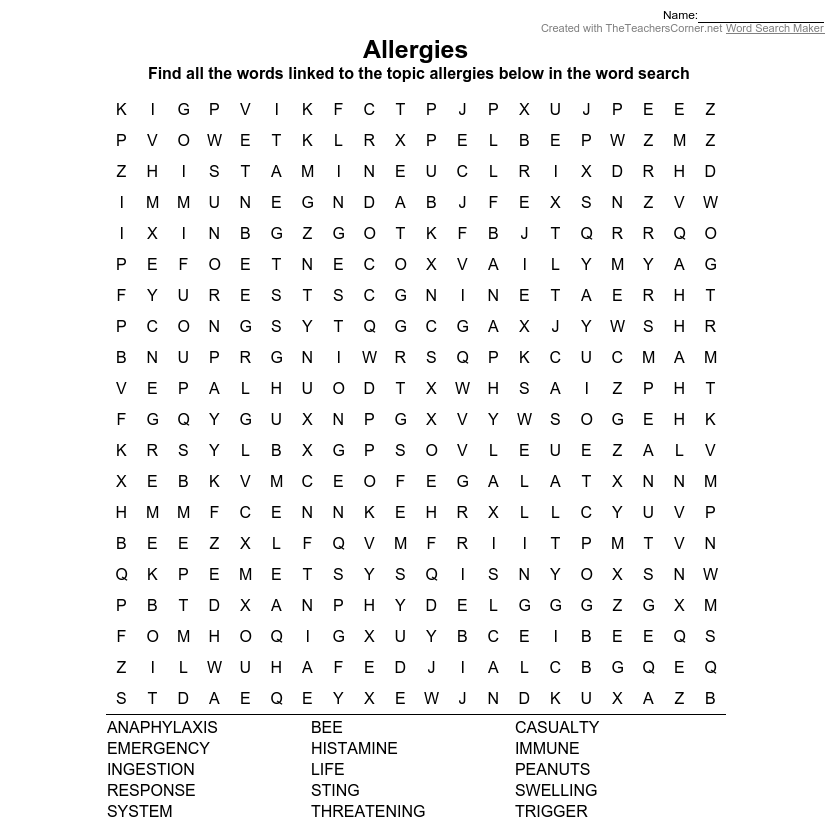 Name:
Created with TheTeachersCorner.net Word Search Maker
Allergies
Find all the words linked to the topic allergies below in the word search
K I G P V I K F C T P J P X U J P E E Z
P V O W E T K L R X P E L B E P W Z M Z
Z H I S T A M I N E U C L R I X D R H D
I M M U N E G N D A B J F E X S N Z V W
I X I N B G Z G O T K F B J T Q R R Q O
P E F O E T N E C O X V A I L Y M Y A G
F Y U R E S T S C G N I N E T A E R H T
P C O N G S Y T Q G C G A X J Y W S H R
B N U P R G N I W R S Q P K C U C M A M
V E P A L H U O D T X W H S A I Z P H T
F G Q Y G U X N P G X V Y W S O G E H K
K R S Y L B X G P S O V L E U E Z A L V
X E B K V M C E O F E G A L A T X N N M
H M M F C E N N K E H R X L L C Y U V P
B E E Z X L F Q V M F R I I T P M T V N
Q K P E M E T S Y S Q I S N Y O X S N W
P B T D X A N P H Y D E L G G G Z G X M
F O M H O Q I G X U Y B C E I B E E Q S
Z I L W U H A F E D J I A L C B G Q E Q
S T D A E Q E Y X E W J N D K U X A Z B
ANAPHYLAXIS BEE CASUALTY
EMERGENCY HISTAMINE IMMUNE
INGESTION LIFE PEANUTS
RESPONSE STING SWELLING
SYSTEM THREATENING TRIGGER